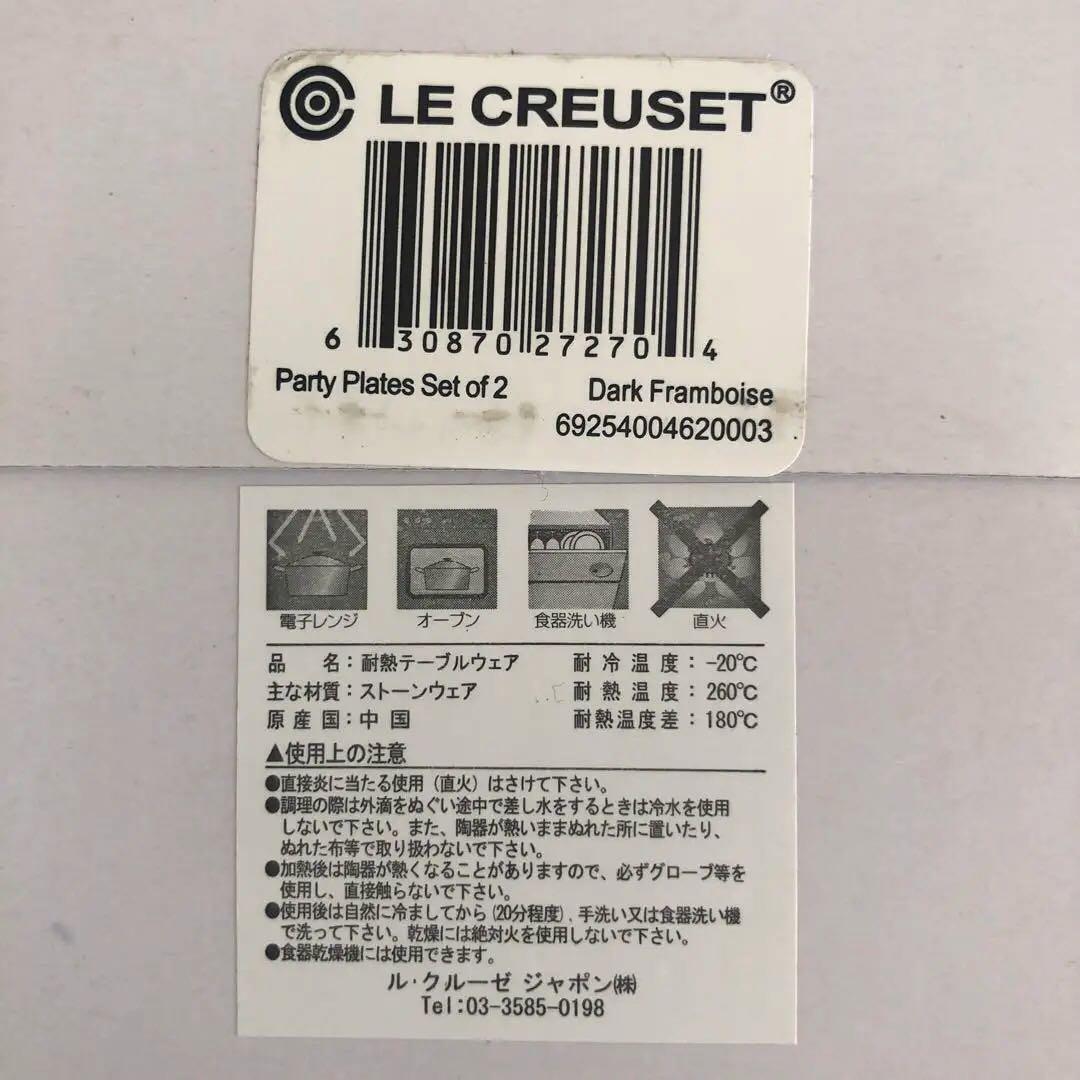 LE CREUSET®
6 30870 27270 4
Party Plates Set of 2 Dark Framboise
69254004620003
電子レンジ オーブン 食器洗い機 直火
品 名：耐熱テーブルウェア 耐冷温度：-20℃
主な材質：ストーンウェア 耐熱温度：260℃
原産国：中国 耐熱温度差：180℃
▲使用上の注意
●直接炎に当たる使用（直火）はさけて下さい。
●調理の際は外滴をぬぐい途中で差し水をするときは冷水を使用
しないで下さい。また、陶器が熱いままぬれた所に置いたり、
ぬれた布等で取り扱わないで下さい。
●加熱後は陶器が熱くなることがありますので、必ずグローブ等を
使用し、直接触らないで下さい。
●使用後は自然に冷ましてから(20分程度)、手洗い又は食器洗い機
で洗って下さい。乾燥には絶対火を使用しないで下さい。
●食器乾燥機には使用できます。
ル・クルーゼ ジャポン㈱
Tel:03-3585-0198